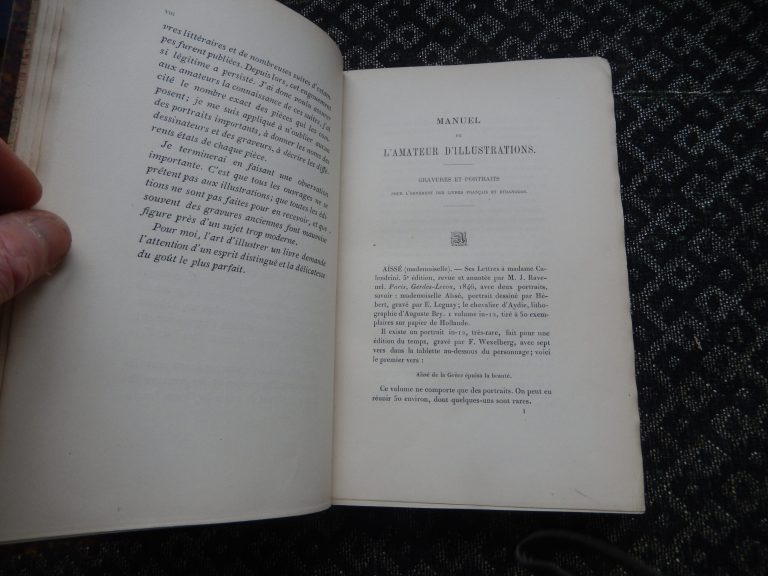 VIII
vres littéraires et de nombreuses suites d'estam-
pes furent publiées. Depuis lors, cet engouement
si légitime a persisté. J'ai donc voulu assurer
aux amateurs la connaissance de ces suites, j'ai
cité le nombre exact des pièces qui les com-
posent; je me suis appliqué à n'oublier aucun
des portraits importants, à donner les noms des
dessinateurs et des graveurs, à décrire les diffé-
rents états de chaque pièce.
Je terminerai en faisant une observation
importante. C'est que tous les ouvrages ne se
prêtent pas aux illustrations; que toutes les édi-
tions ne sont pas faites pour en recevoir, et que
souvent des gravures anciennes font mauvaise
figure près d'un sujet trop moderne.
Pour moi, l'art d'illustrer un livre demande
l'attention d'un esprit distingué et la délicatesse
du goût le plus parfait.
MANUEL
DE
L'AMATEUR D'ILLUSTRATIONS.
GRAVURES ET PORTRAITS
POUR L'ORNEMENT DES LIVRES FRANÇAIS ET ÉTRANGERS.
AÏSSÉ (mademoiselle). — Ses Lettres à madame Ca-
landrini. 5e édition, revue et annotée par M. J. Rave-
nel. Paris, Gerdès-Lecou, 1846, avec deux portraits,
savoir : mademoiselle Aïssé, portrait dessiné par Hé-
bert, gravé par E. Leguay; le chevalier d'Aydie, litho-
graphie d'Auguste Bry. 1 volume in-12, tiré à 50 exem-
plaires sur papier de Hollande.
Il existe un portrait in-12, très-rare, fait pour une
édition du temps, gravé par F. Wexelberg, avec sept
vers dans la tablette au-dessous du personnage; voici
le premier vers :
Aïssé de la Grèce épuisa la beauté.
Ce volume ne comporte que des portraits. On peut en
réunir 50 environ, dont quelques-uns sont rares.
1